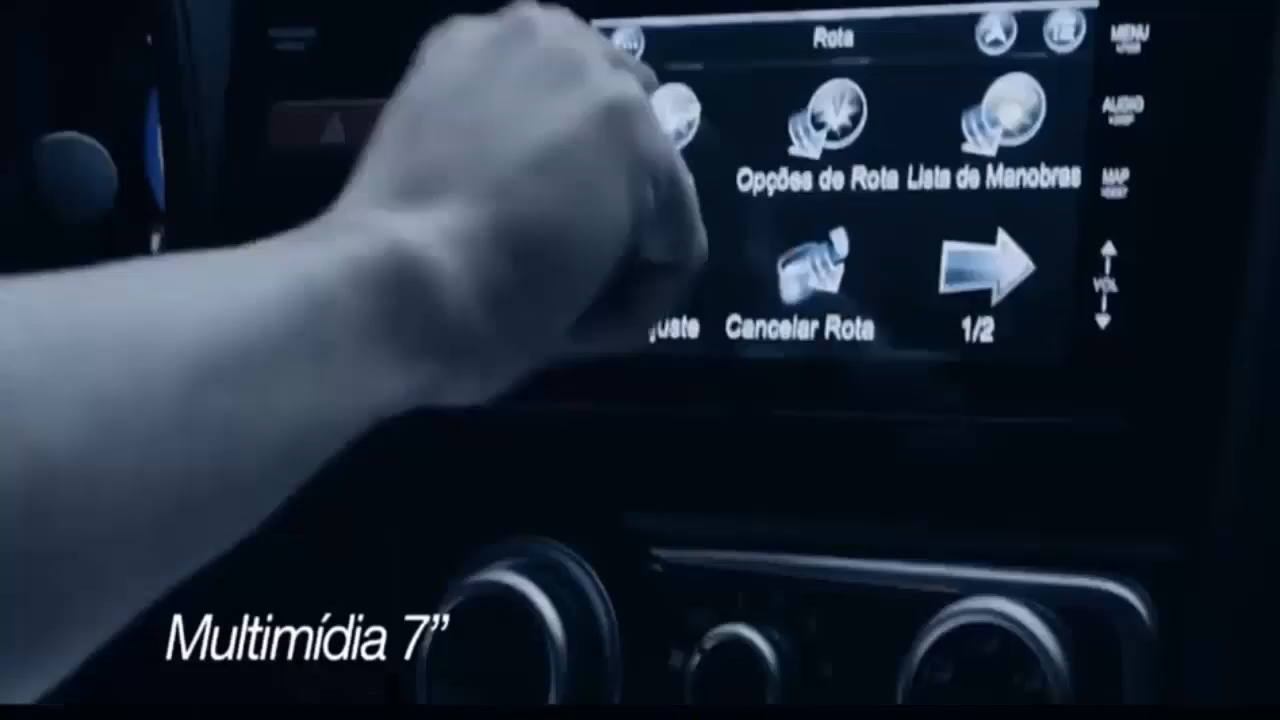 Rota
MENU
AUDIO
Opções de Rota Lista de Manobras
MAP
VOL
Cancelar Rota 1/2
Multimídia 7”